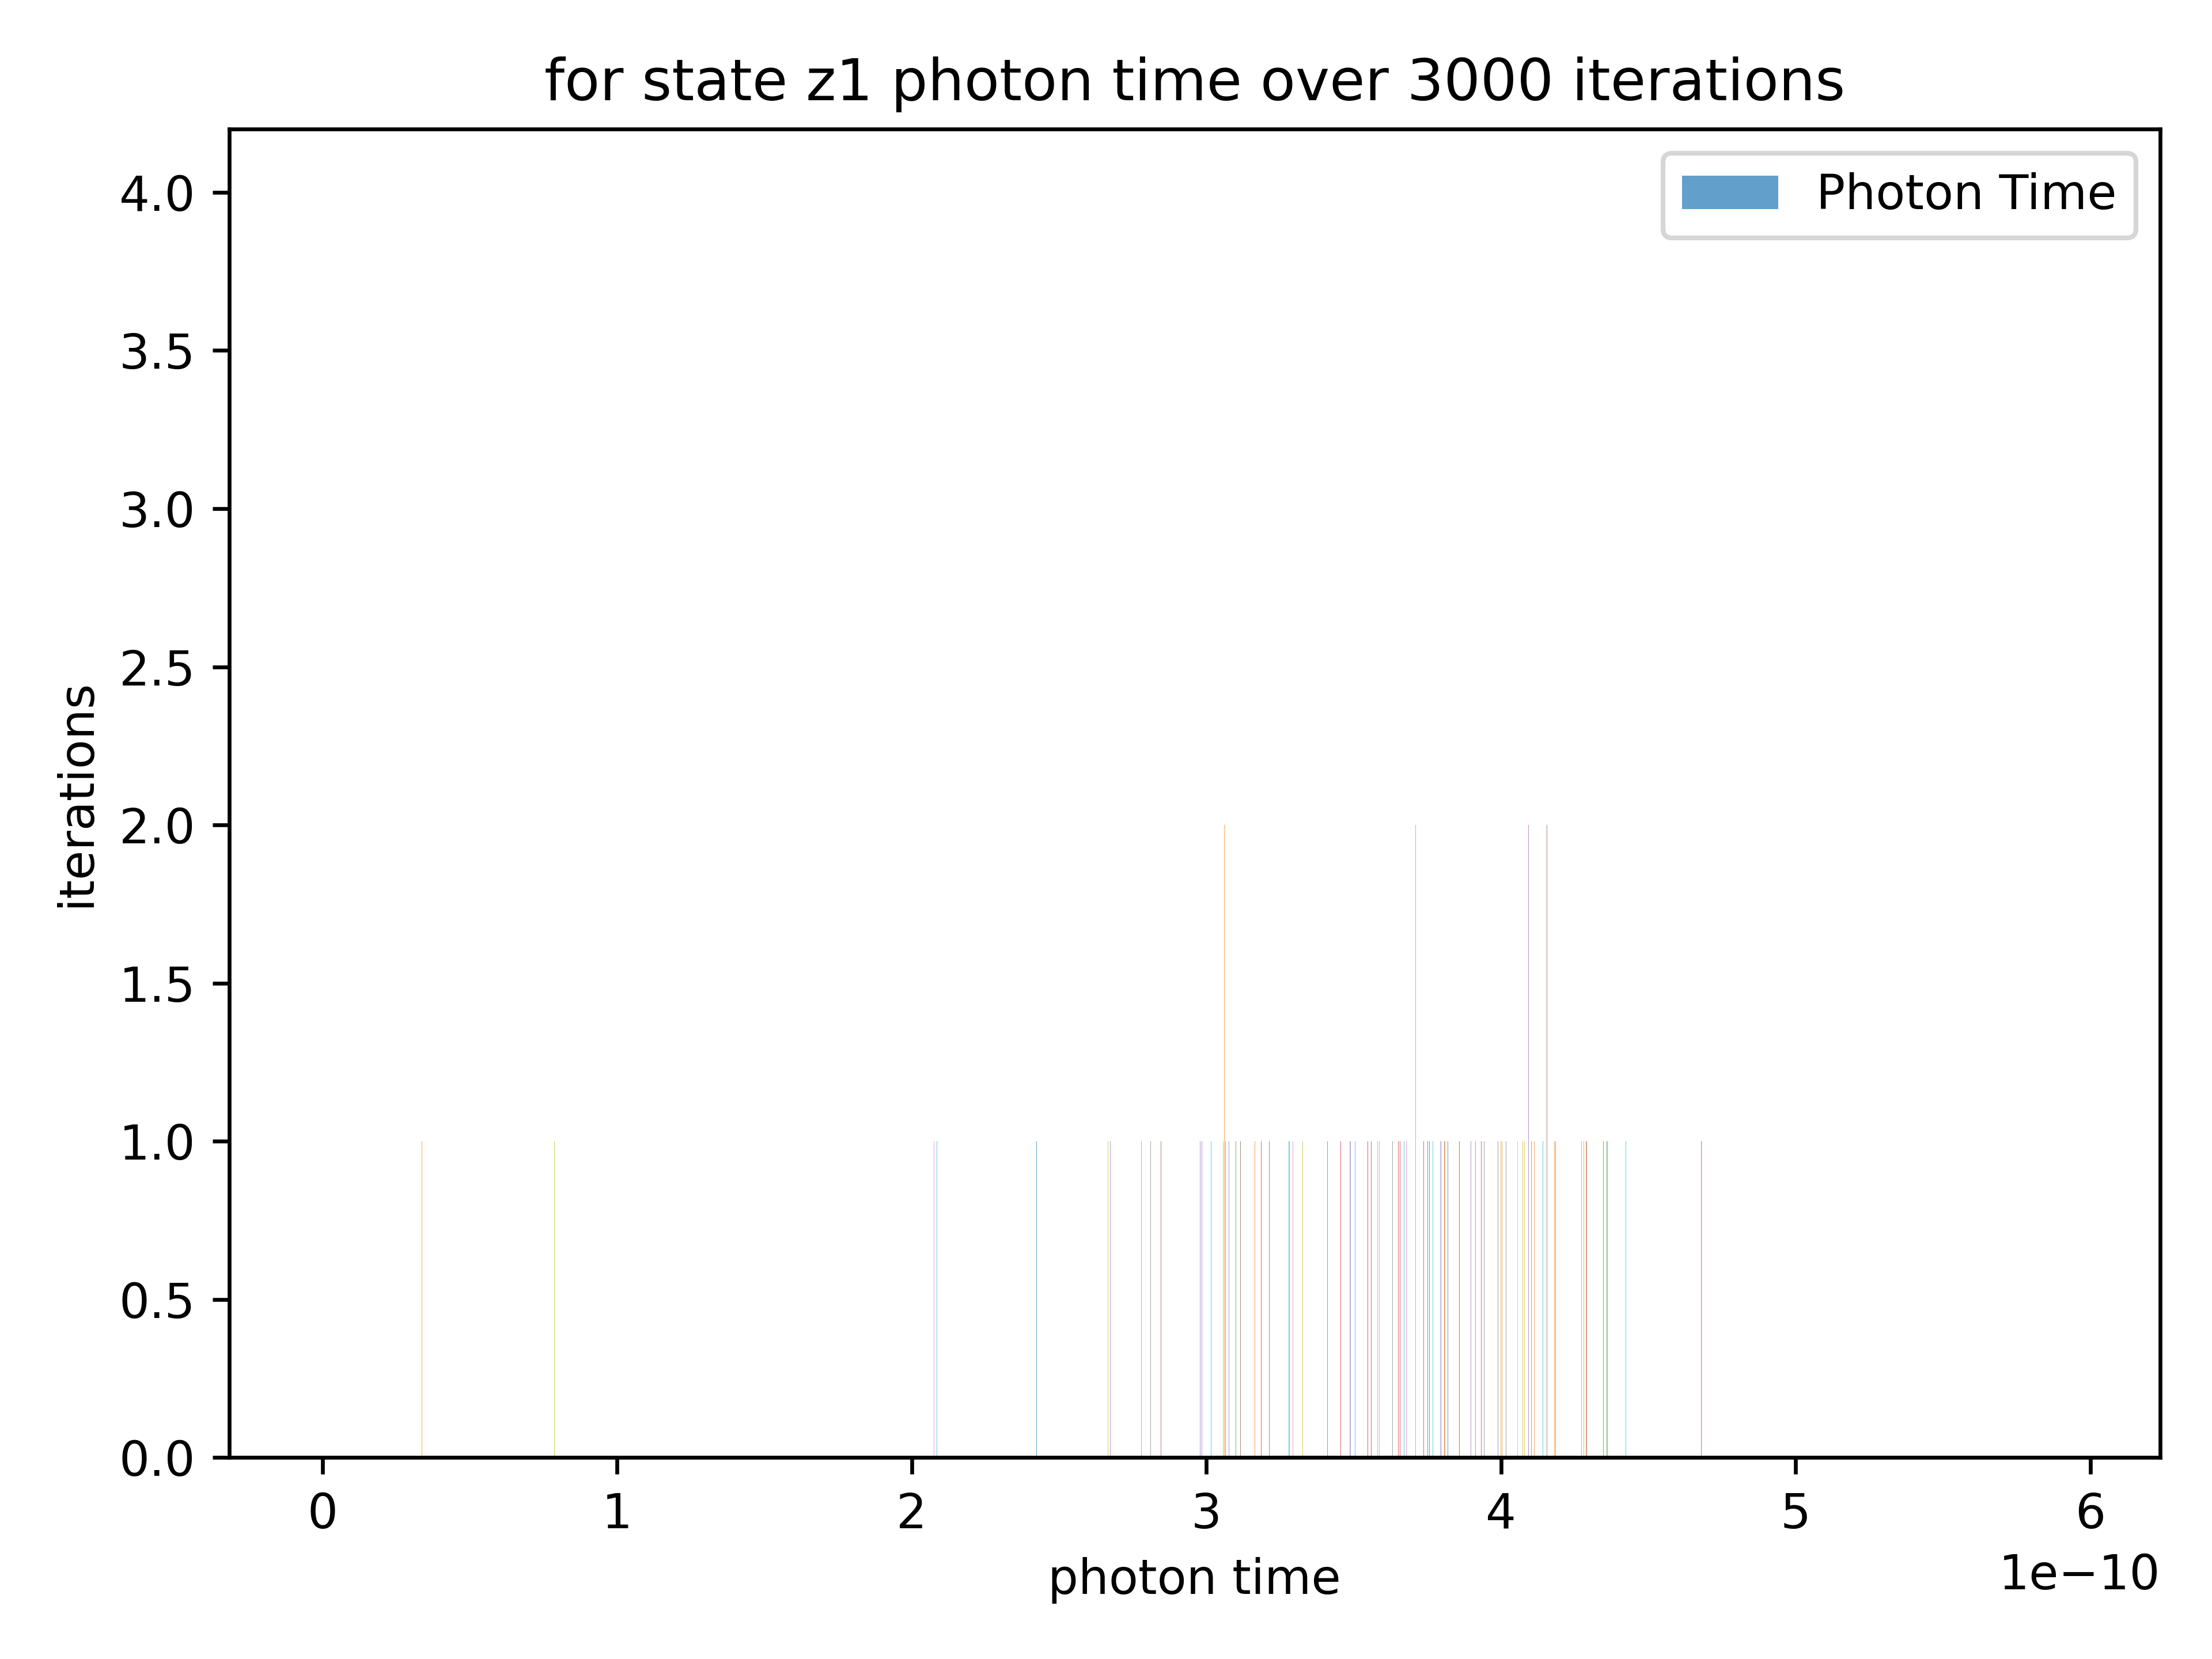 for state z1 photon time over 3000 iterations
Photon Time
4.0
3.5
3.0
2.5
2.0
1.5
1.0
0.5
0.0
iterations
0 1 2 3 4 5 6
1e−10
photon time